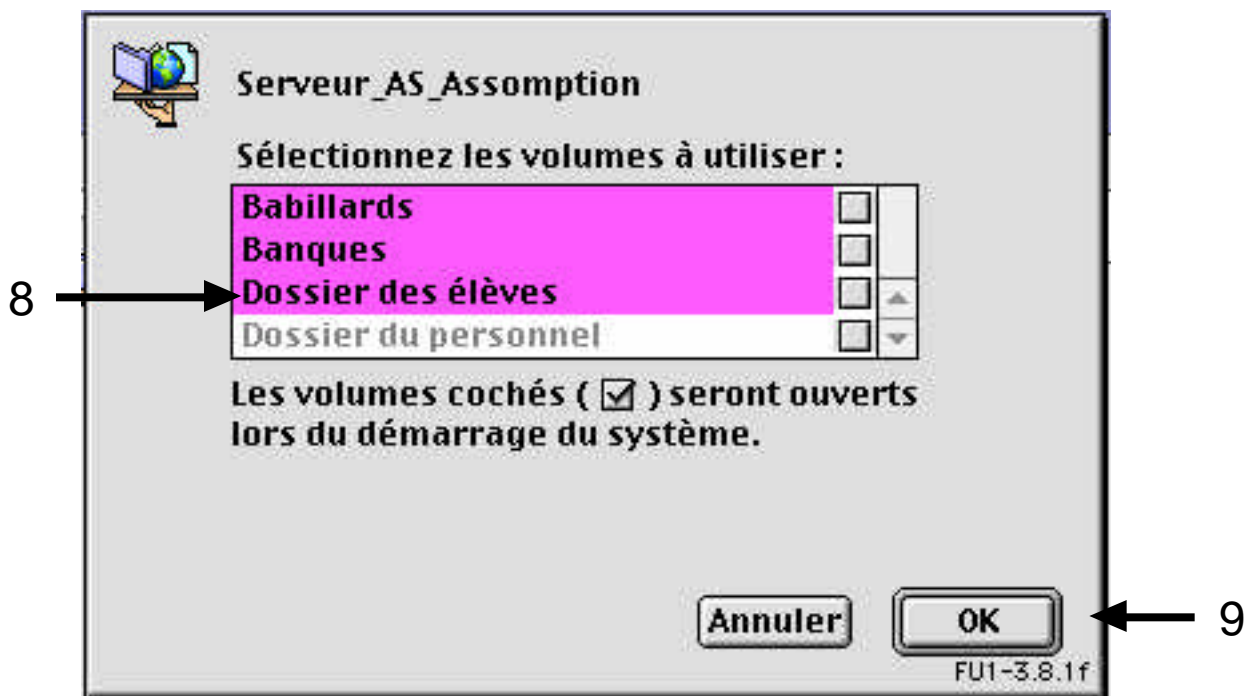 Serveur_AS_Assomption
Sélectionnez les volumes à utiliser :
Babillards
Banques
8 Dossier des élèves
Dossier du personnel
Les volumes cochés ( ☑ ) seront ouverts
lors du démarrage du système.
Annuler OK 9
FU1-3.8.1f